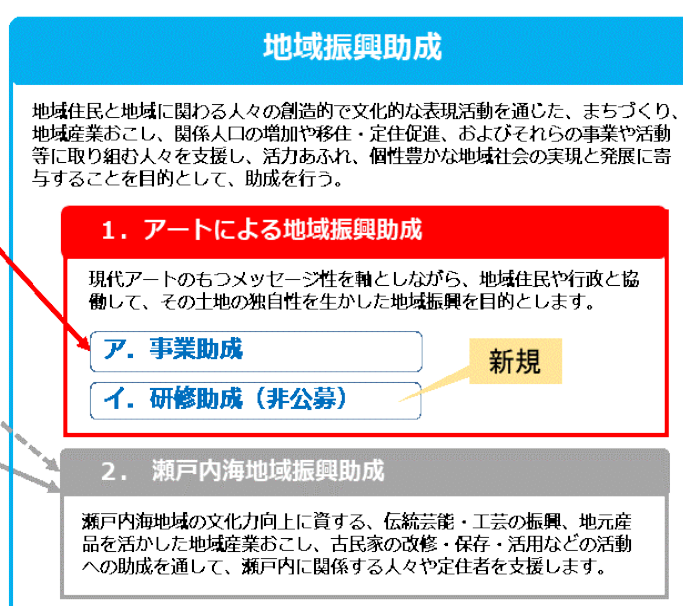 地域振興助成
地域住民と地域に関わる人々の創造的で文化的な表現活動を通じた、まちづくり、
地域産業おこし、関係人口の増加や移住・定住促進、およびそれらの事業や活動
等に取り組む人々を支援し、活力あふれ、個性豊かな地域社会の実現と発展に寄
与することを目的として、助成を行う。
１．アートによる地域振興助成
現代アートのもつメッセージ性を軸としながら、地域住民や行政と協
働して、その土地の独自性を生かした地域振興を目的とします。
ア．事業助成
新規
イ．研修助成（非公募）
２．瀬戸内海地域振興助成
瀬戸内海地域の文化力向上に資する、伝統芸能・工芸の振興、地元産
品を活かした地域産業おこし、古民家の改修・保存・活用などの活動
への助成を通して、瀬戸内に関係する人々や定住者を支援します。